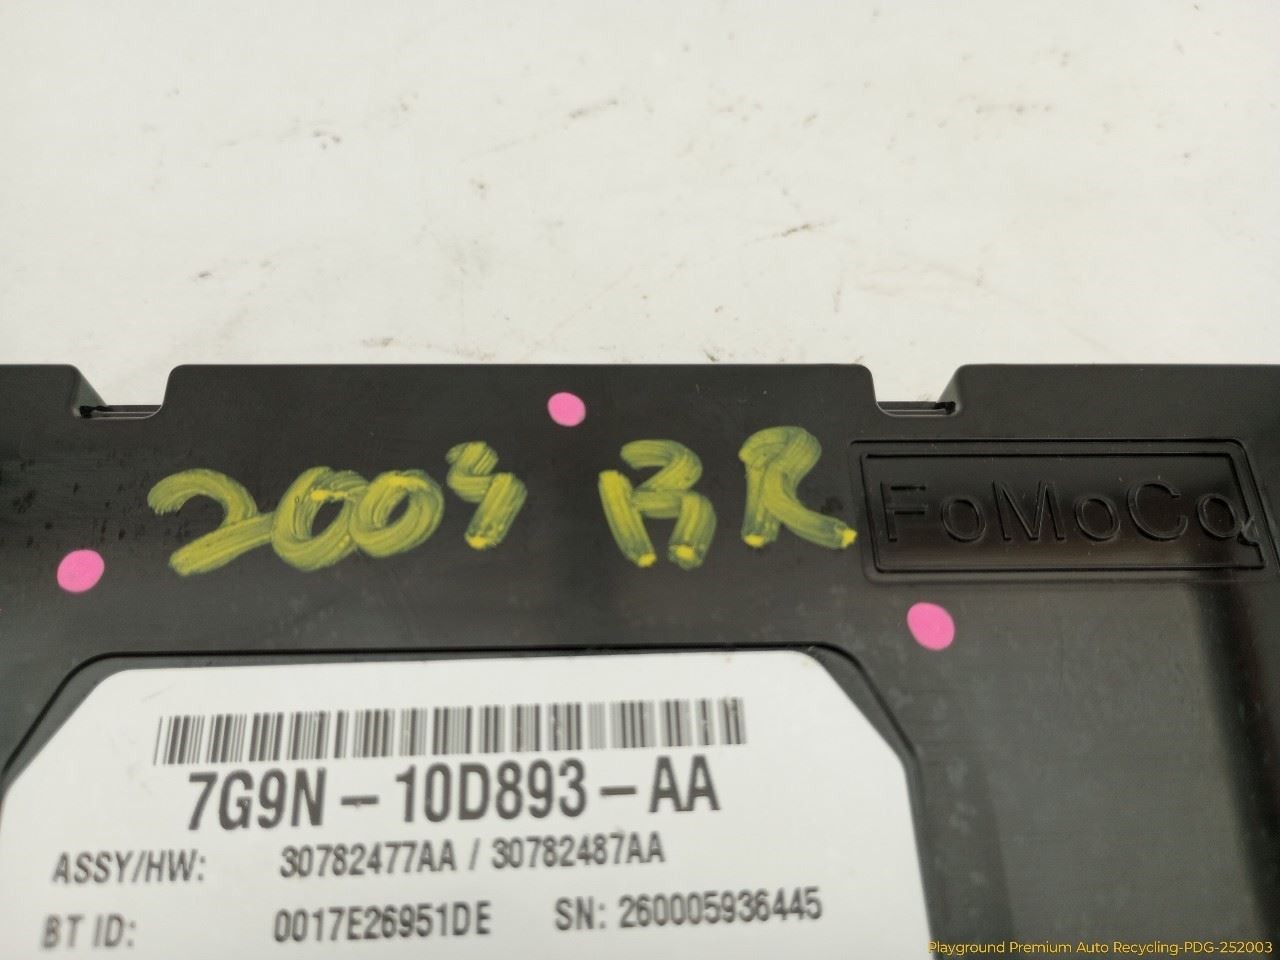 2009 RR
FoMoCo
7G9N-10D893-AA
ASSY/HW: 30782477AA / 30782487AA
BT ID: 0017E26951DE SN: 260005936445
Playground Premium Auto Recycling-PDG-252003